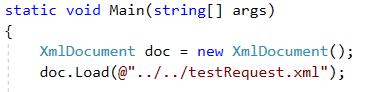 static void Main(string[] args)
{
XmlDocument doc = new XmlDocument();
doc.Load(@"../../testRequest.xml");